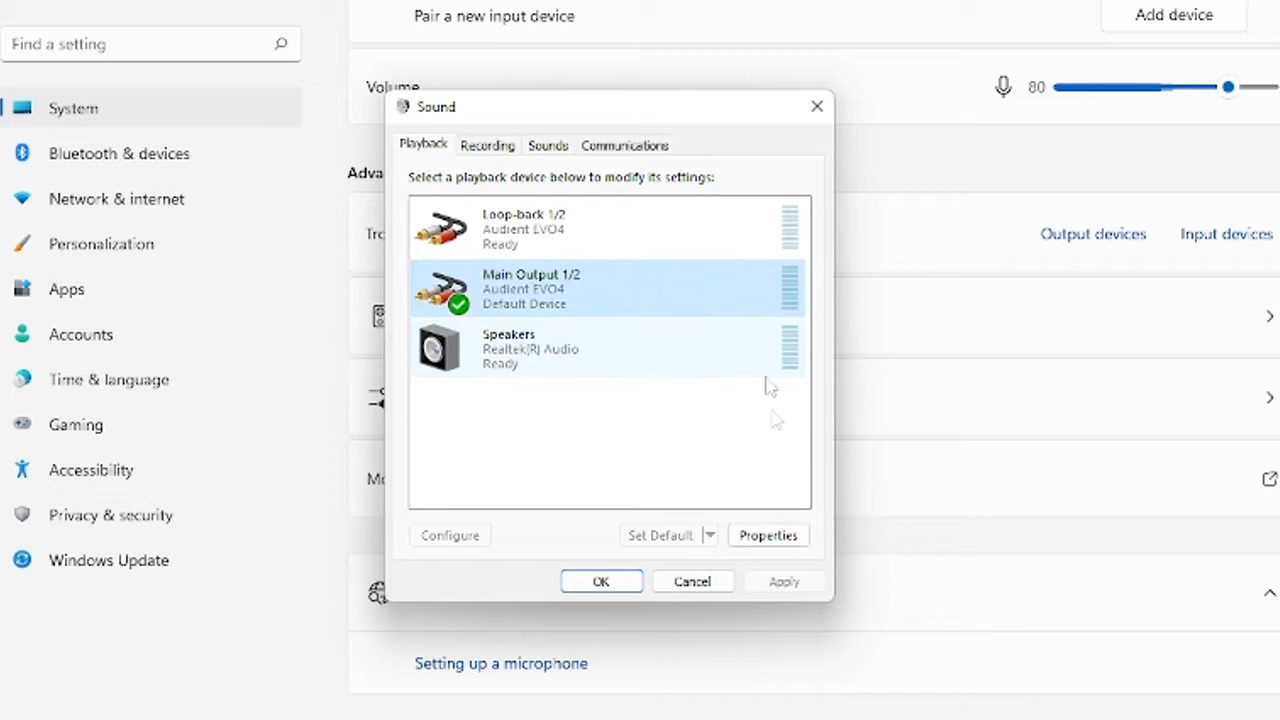 Pair a new input device
Add device
Find a setting
System
Bluetooth & devices
Network & internet
Personalization
Apps
Accounts
Time & language
Gaming
Accessibility
Privacy & security
Windows Update
Volume
80
Sound
Playback
Recording
Sounds
Communications
Select a playback device below to modify its settings:
Loop-back 1/2
Audient EVO4
Ready
Main Output 1/2
Audient EVO4
Default Device
Speakers
Realtek(R) Audio
Ready
Configure
Set Default
Properties
OK
Cancel
Apply
Output devices
Input devices
Setting up a microphone